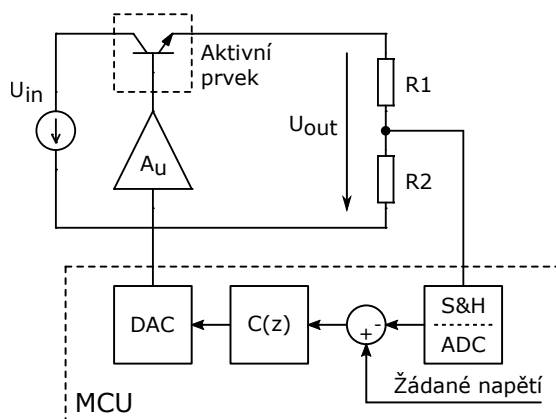 Aktivní
prvek
U_in
R1
U_out
A_u
R2
DAC
C(z)
+
-
S&H
ADC
Žádané napětí
MCU